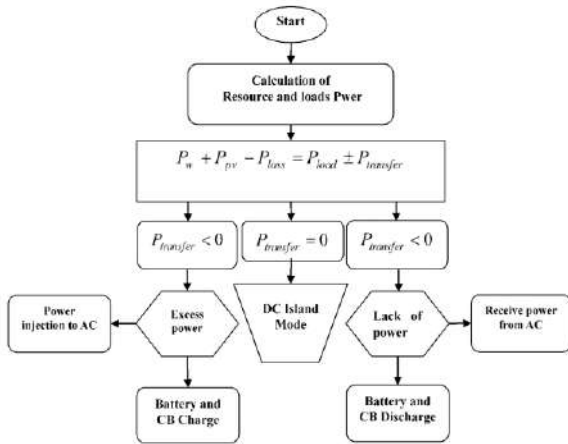 Start
Calculation of
Resource and loads Pwer
P_w + P_pv − P_loss = P_load ± P_transfer
P_transfer < 0
P_transfer = 0
P_transfer < 0
Power
injection to AC
Excess
power
DC Island
Mode
Lack of
power
Receive power
from AC
Battery and
CB Charge
Battery and
CB Discharge